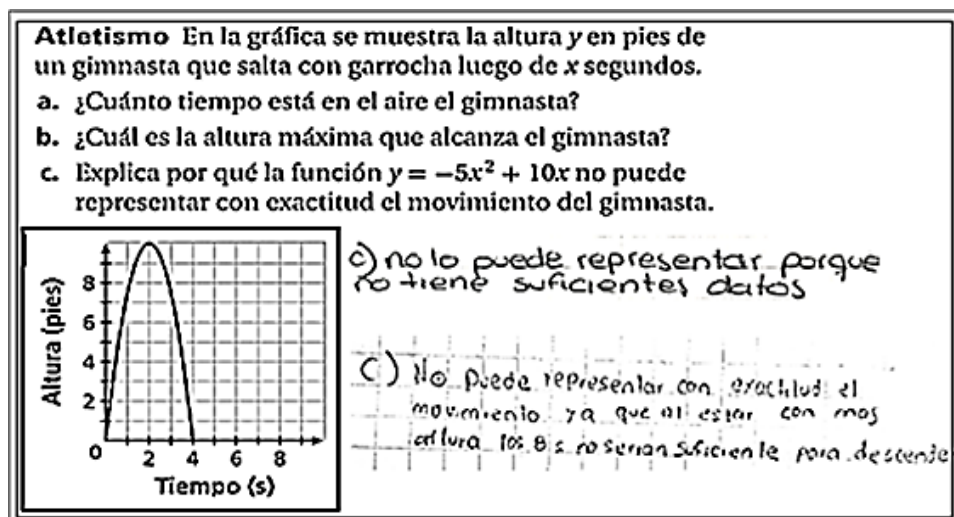 Atletismo En la gráfica se muestra la altura y en pies de
un gimnasta que salta con garrocha luego de x segundos.
a. ¿Cuánto tiempo está en el aire el gimnasta?
b. ¿Cuál es la altura máxima que alcanza el gimnasta?
c. Explica por qué la función y = −5x² + 10x no puede
representar con exactitud el movimiento del gimnasta.
Altura (pies)
8
6
4
2
0
2 4 6 8
Tiempo (s)
c) no lo puede representar porque
no tiene suficientes datos
C) No puede representar con exactitud el
movimiento ya que al estar con mas
altura los 8 s no serian suficiente para descende